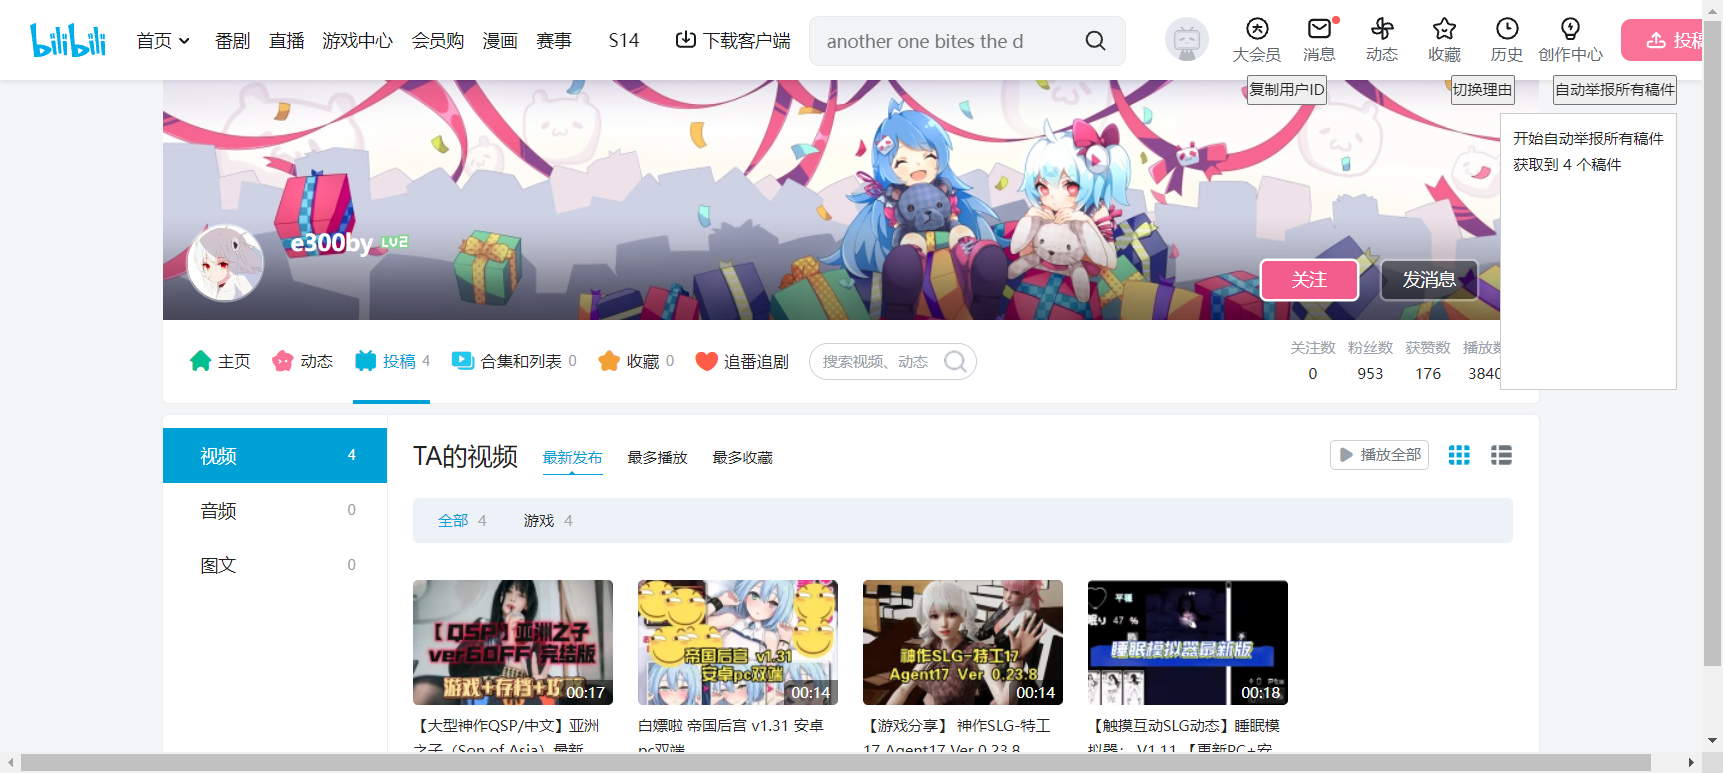 bilibili
首页 番剧 直播 游戏中心 会员购 漫画 赛事 S14 下载客户端
another one bites the d
大会员 消息 动态 收藏 历史 创作中心 投稿
复制用户ID 切换理由 自动举报所有稿件
开始自动举报所有稿件
获取到 4 个稿件
e300by LV2
关注 发消息
主页 动态 投稿 4 合集和列表 0 收藏 0 追番追剧
搜索视频、动态
关注数 粉丝数 获赞数 播放数
0 953 176 3840
视频 4
音频 0
图文 0
TA的视频 最新发布 最多播放 最多收藏
播放全部
全部 4 游戏 4
【QSP】亚洲之子
ver60FF 完结版
游戏+存档+攻
00:17
帝国后宫 v1.31
安卓pc双端
00:14
神作SLG-特工17
Agent17 Ver 0.23.8
00:14
平穏
眠り 47 %
睡眠模拟器最新版
00:18
【大型神作QSP/中文】亚洲
之子（Son of Asia）最新
白嫖啦 帝国后宫 v1.31 安卓
pc双端
【游戏分享】 神作SLG-特工
17 Agent17 Ver 0.23.8
【触摸互动SLG动态】睡眠模
拟器： V1.11 【更新PC+安